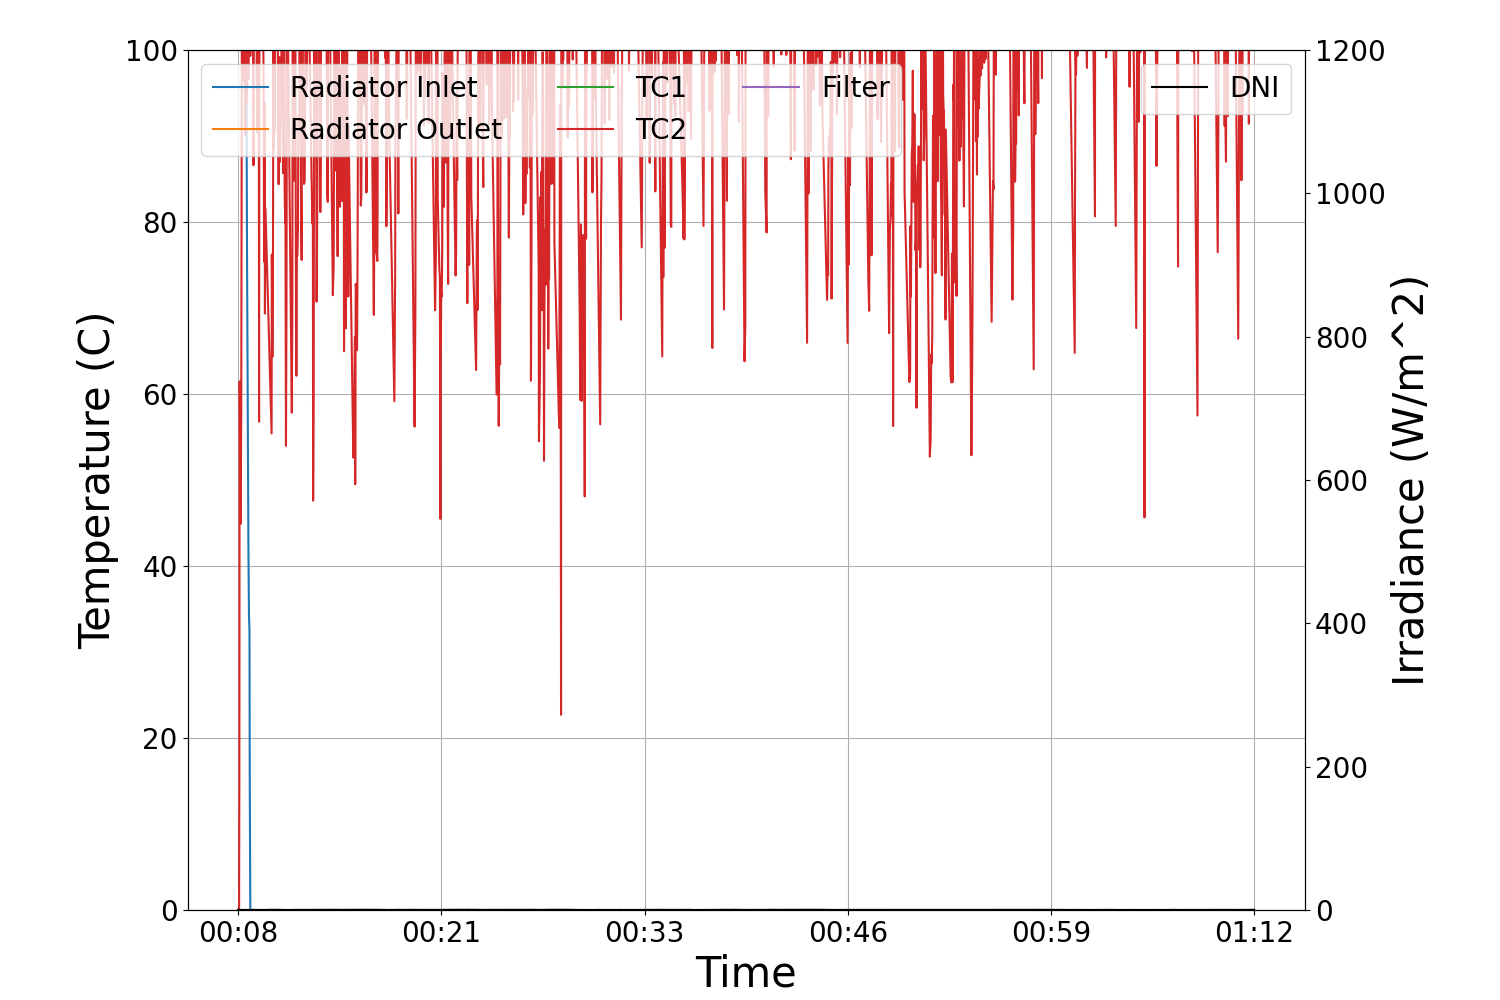 100
80
60
40
20
0
Temperature (C)
Radiator Inlet
Radiator Outlet
TC1
TC2
Filter
DNI
1200
1000
800
600
400
200
0
Irradiance (W/m^2)
00:08 00:21 00:33 00:46 00:59 01:12
Time